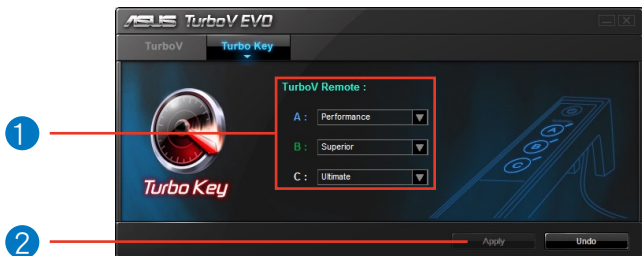 ASUS TurboV EVO
TurboV Turbo Key
TurboV Remote :
1
A : Performance
B : Superior
C : Ultimate
Turbo Key
A
B
C
2
Apply Undo